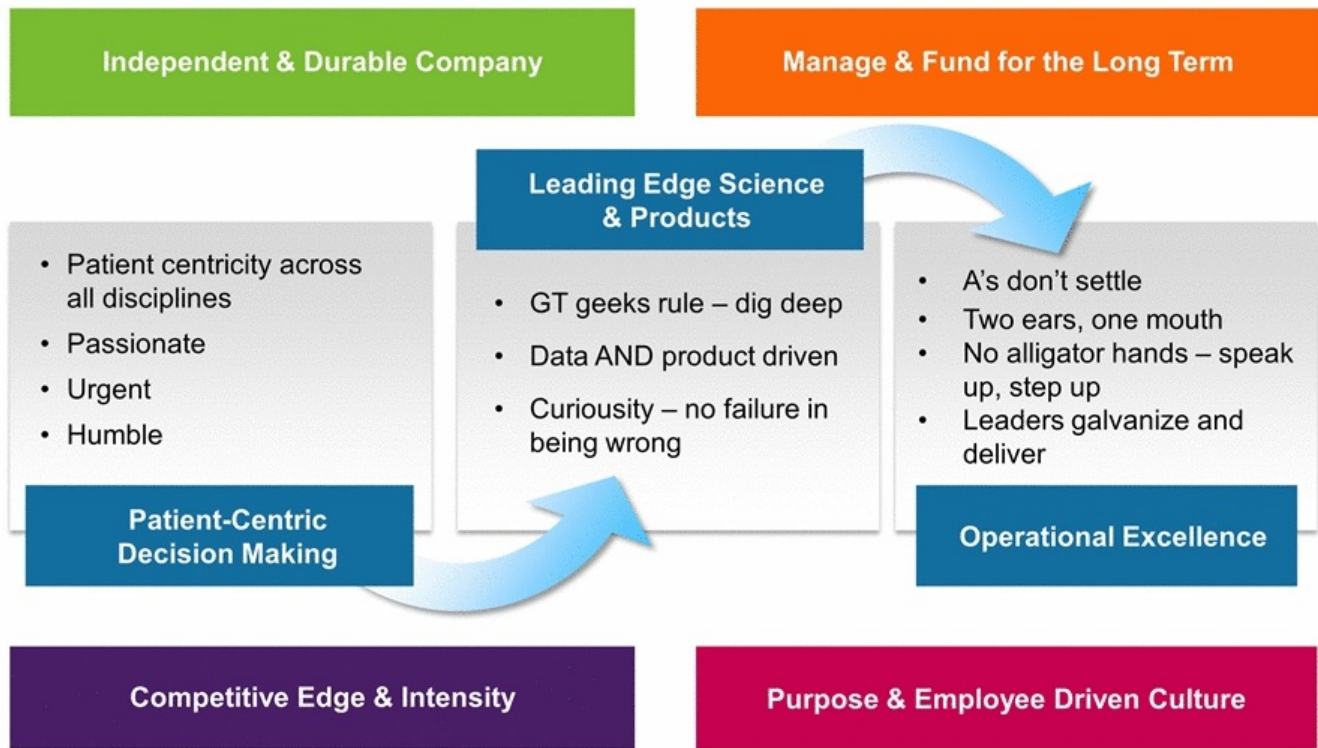 Independent & Durable Company
Manage & Fund for the Long Term
• Patient centricity across
all disciplines
• Passionate
• Urgent
• Humble
Patient-Centric
Decision Making
Leading Edge Science
& Products
• GT geeks rule – dig deep
• Data AND product driven
• Curiousity – no failure in
being wrong
• A’s don’t settle
• Two ears, one mouth
• No alligator hands – speak
up, step up
• Leaders galvanize and
deliver
Operational Excellence
Competitive Edge & Intensity
Purpose & Employee Driven Culture